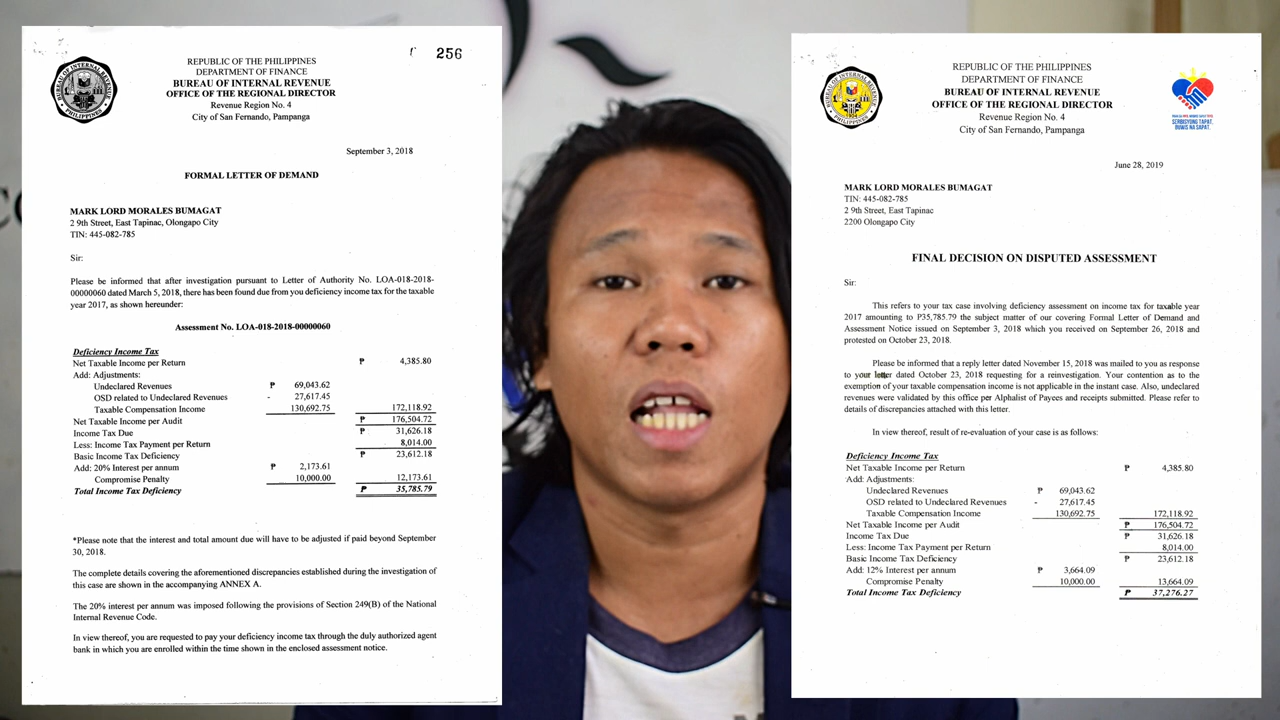 256
REPUBLIC OF THE PHILIPPINES
DEPARTMENT OF FINANCE
BUREAU OF INTERNAL REVENUE
OFFICE OF THE REGIONAL DIRECTOR
Revenue Region No. 4
City of San Fernando, Pampanga
September 3, 2018
FORMAL LETTER OF DEMAND
MARK LORD MORALES BUMAGAT
2 9th Street, East Tapinac, Olongapo City
TIN: 445-082-785
Sir:
Please be informed that after investigation pursuant to Letter of Authority No. LOA-018-2018-
00000060 dated March 5, 2018, there has been found due from you deficiency income tax for the taxable
year 2017, as shown hereunder:
Assessment No. LOA-018-2018-00000060
Deficiency Income Tax
Net Taxable Income per Return ₱ 4,385.80
Add: Adjustments:
Undeclared Revenues ₱ 69,043.62
OSD related to Undeclared Revenues - 27,617.45
Taxable Compensation Income 130,692.75 172,118.92
Net Taxable Income per Audit ₱ 176,504.72
Income Tax Due ₱ 31,626.18
Less: Income Tax Payment per Return 8,014.00
Basic Income Tax Deficiency ₱ 23,612.18
Add: 20% Interest per annum ₱ 2,173.61
Compromise Penalty 10,000.00 12,173.61
Total Income Tax Deficiency ₱ 35,785.79
*Please note that the interest and total amount due will have to be adjusted if paid beyond September
30, 2018.
The complete details covering the aforementioned discrepancies established during the investigation of
this case are shown in the accompanying ANNEX A.
The 20% interest per annum was imposed following the provisions of Section 249(B) of the National
Internal Revenue Code.
In view thereof, you are requested to pay your deficiency income tax through the duly authorized agent
bank in which you are enrolled within the time shown in the enclosed assessment notice.
REPUBLIC OF THE PHILIPPINES
DEPARTMENT OF FINANCE
BUREAU OF INTERNAL REVENUE
OFFICE OF THE REGIONAL DIRECTOR
Revenue Region No. 4
City of San Fernando, Pampanga
SERBISYONG TAPAT.
BUWIS NA SAPAT.
June 28, 2019
MARK LORD MORALES BUMAGAT
TIN: 445-082-785
2 9th Street, East Tapinac
2200 Olongapo City
FINAL DECISION ON DISPUTED ASSESSMENT
Sir:
This refers to your tax case involving deficiency assessment on income tax for taxable year
2017 amounting to P35,785.79 the subject matter of our covering Formal Letter of Demand and
Assessment Notice issued on September 3, 2018 which you received on September 26, 2018 and
protested on October 23, 2018.
Please be informed that a reply letter dated November 15, 2018 was mailed to you as response
to your letter dated October 23, 2018 requesting for a reinvestigation. Your contention as to the
exemption of your taxable compensation income is not applicable in the instant case. Also, undeclared
revenues were validated by this office per Alphalist of Payees and receipts submitted. Please refer to
details of discrepancies attached with this letter.
In view thereof, result of re-evaluation of your case is as follows:
Deficiency Income Tax
Net Taxable Income per Return ₱ 4,385.80
Add: Adjustments:
Undeclared Revenues ₱ 69,043.62
OSD related to Undeclared Revenues - 27,617.45
Taxable Compensation Income 130,692.75 172,118.92
Net Taxable Income per Audit ₱ 176,504.72
Income Tax Due ₱ 31,626.18
Less: Income Tax Payment per Return 8,014.00
Basic Income Tax Deficiency ₱ 23,612.18
Add: 12% Interest per annum ₱ 3,664.09
Compromise Penalty 10,000.00 13,664.09
Total Income Tax Deficiency ₱ 37,276.27